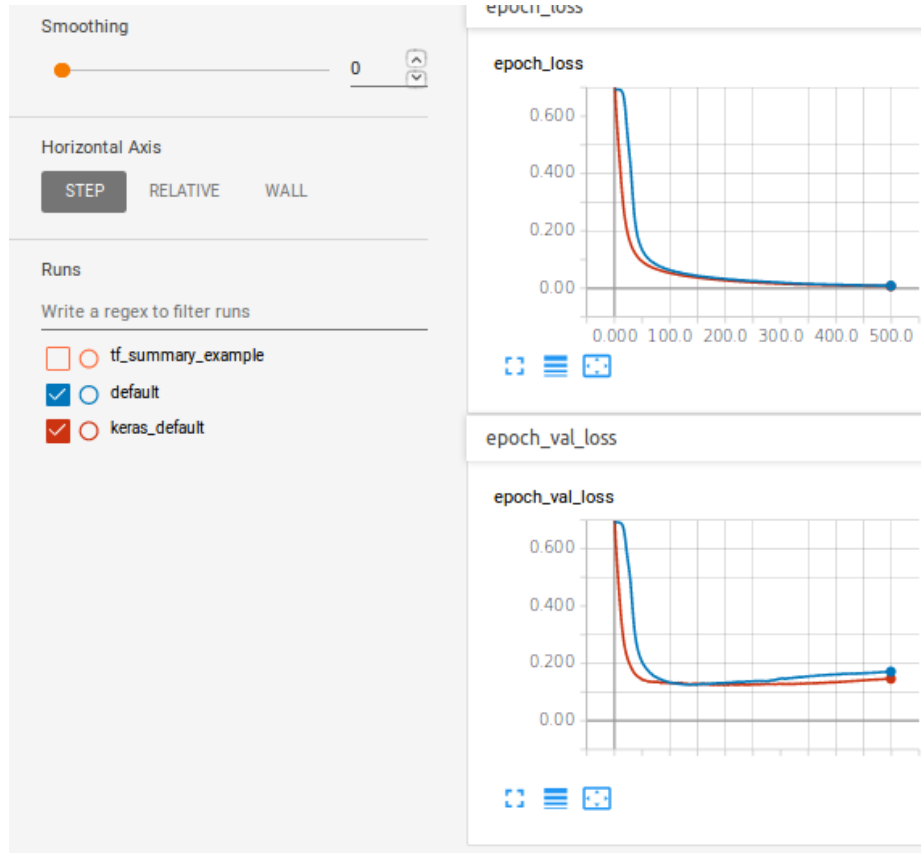 Smoothing
0
Horizontal Axis
STEP RELATIVE WALL
Runs
Write a regex to filter runs
tf_summary_example
default
keras_default
epoch_loss
epoch_loss
0.600
0.400
0.200
0.00
0.000 100.0 200.0 300.0 400.0 500.0
epoch_val_loss
epoch_val_loss
0.600
0.400
0.200
0.00